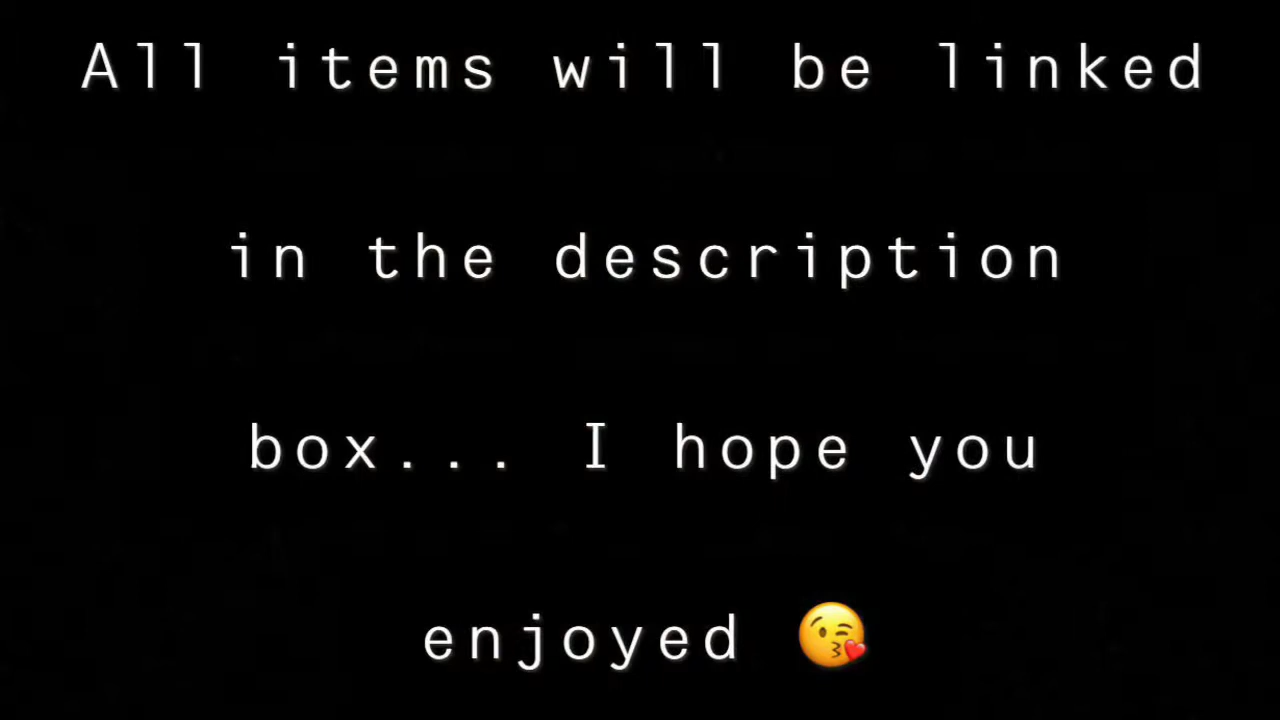 All items will be linked
in the description
box... I hope you
enjoyed 😘